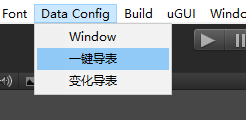 Font Data Config Build uGUI Windo
Window
一键导表
变化导表